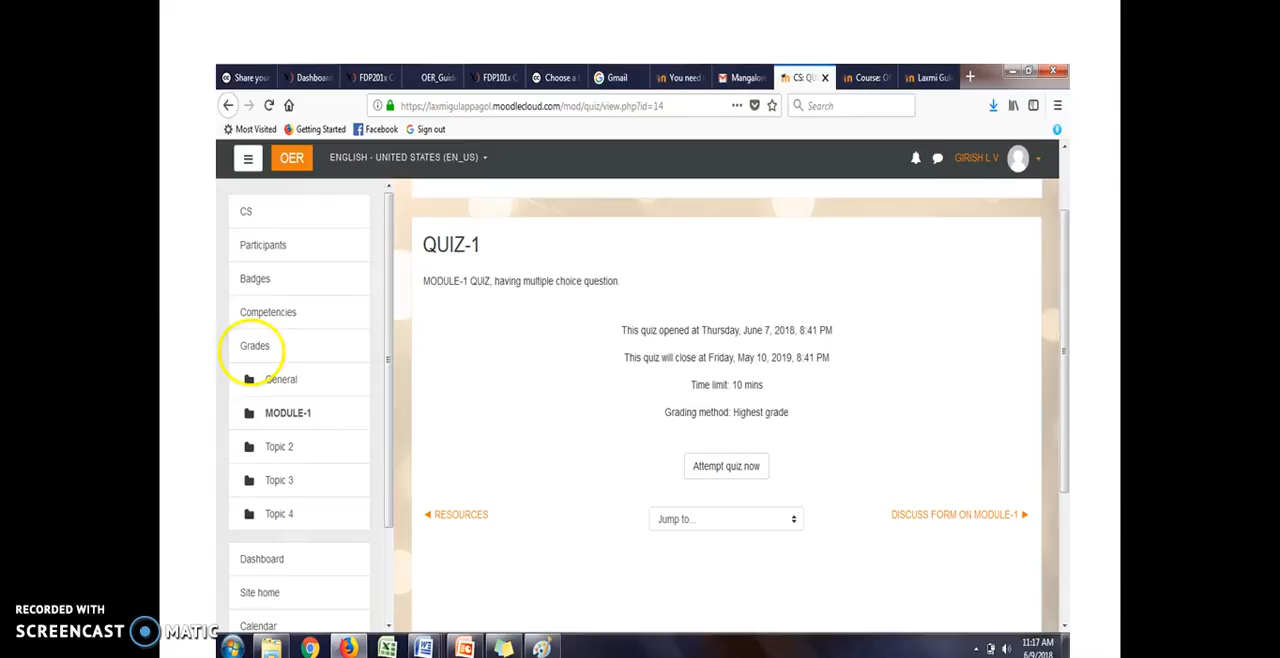 Share your
Dashboard
FDP201x C
OER_Guide
FDP101x C
Choose a L
Gmail
You need
Mangalore
CS: QUI X
Course: O
Laxmi Gul
https://laxmigulappagol.moodlecloud.com/mod/quiz/view.php?id=14
Search
Most Visited
Getting Started
Facebook
Sign out
OER
ENGLISH - UNITED STATES (EN_US)
GIRISH L V
CS
Participants
Badges
Competencies
Grades
General
MODULE-1
Topic 2
Topic 3
Topic 4
Dashboard
Site home
Calendar
QUIZ-1
MODULE-1 QUIZ, having multiple choice question.
This quiz opened at Thursday, June 7, 2018, 8:41 PM
This quiz will close at Friday, May 10, 2019, 8:41 PM
Time limit: 10 mins
Grading method: Highest grade
Attempt quiz now
◀ RESOURCES
Jump to...
DISCUSS FORM ON MODULE-1 ▶
RECORDED WITH
SCREENCAST MATIC
11:17 AM
6/9/2018